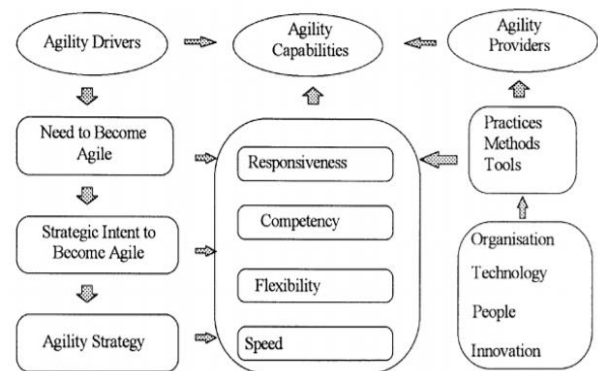 Agility Drivers
Agility
Capabilities
Agility
Providers
Need to Become
Agile
Strategic Intent to
Become Agile
Agility Strategy
Responsiveness
Competency
Flexibility
Speed
Practices
Methods
Tools
Organisation
Technology
People
Innovation